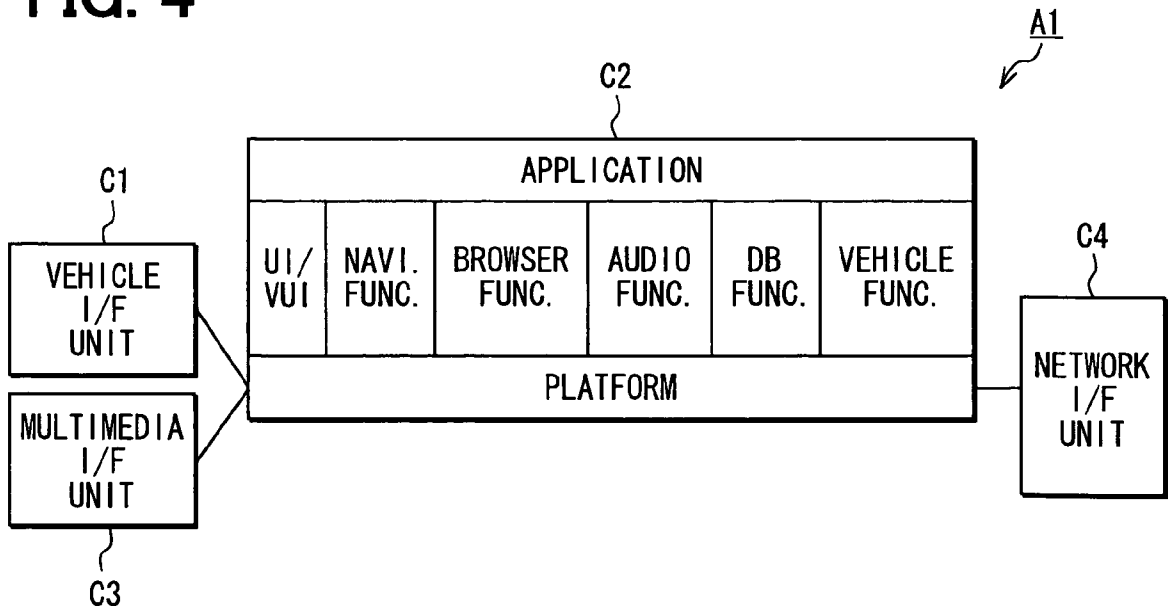 FIG. 4
A1
C2
APPLICATION
C1
VEHICLE
I/F
UNIT
UI/
VUI
NAVI.
FUNC.
BROWSER
FUNC.
AUDIO
FUNC.
DB
FUNC.
VEHICLE
FUNC.
C4
NETWORK
I/F
UNIT
PLATFORM
MULTIMEDIA
I/F
UNIT
C3